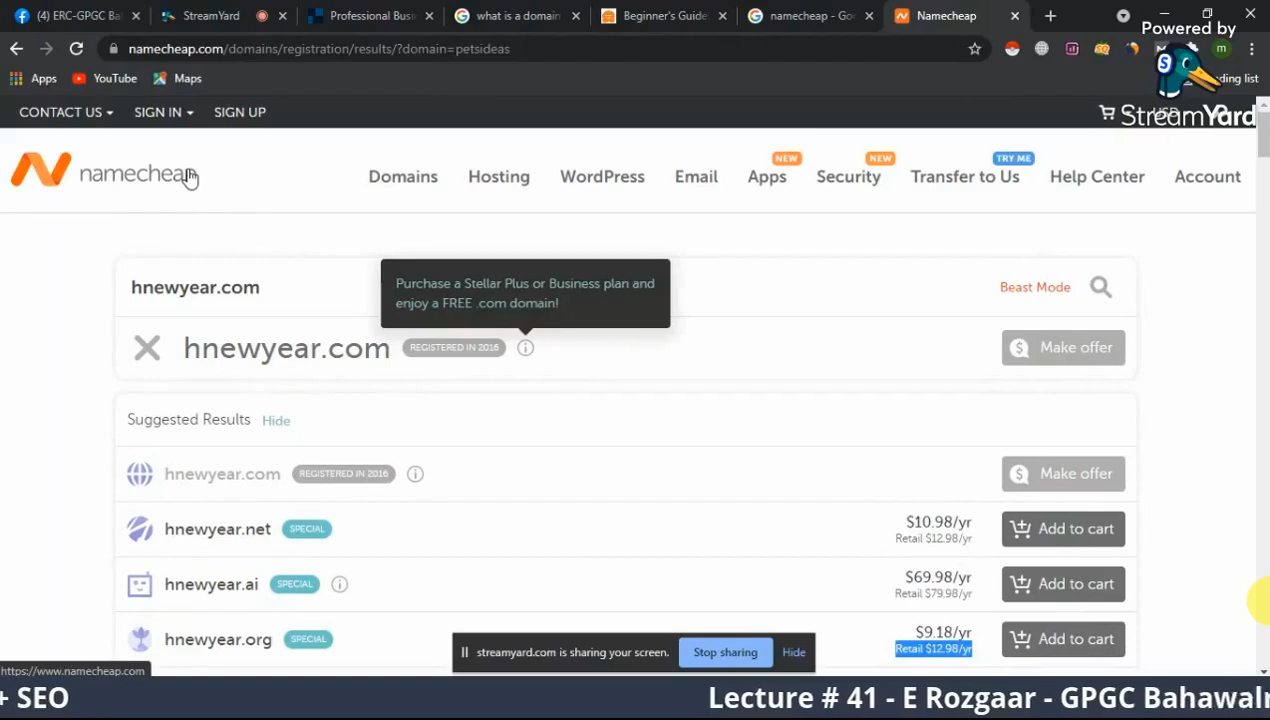 (4) ERC-GPGC Ba
StreamYard
Professional Bus
what is a domain
Beginner's Guide
namecheap - Goo
Namecheap
Powered by
namecheap.com/domains/registration/results/?domain=petsideas
m
Apps
YouTube
Maps
StreamYard
CONTACT US
SIGN IN
SIGN UP
namecheap
Domains
Hosting
WordPress
Email
NEW
Apps
NEW
Security
TRY ME
Transfer to Us
Help Center
Account
hnewyear.com
Purchase a Stellar Plus or Business plan and
enjoy a FREE .com domain!
Beast Mode
hnewyear.com REGISTERED IN 2016
Make offer
Suggested Results Hide
hnewyear.com REGISTERED IN 2016
Make offer
hnewyear.net SPECIAL
$10.98/yr
Retail $12.98/yr
Add to cart
hnewyear.ai SPECIAL
$69.98/yr
Retail $79.98/yr
Add to cart
hnewyear.org SPECIAL
$9.18/yr
Retail $12.98/yr
Add to cart
streamyard.com is sharing your screen. Stop sharing Hide
https://www.namecheap.com
+ SEO
Lecture # 41 - E Rozgaar - GPGC Bahawaln